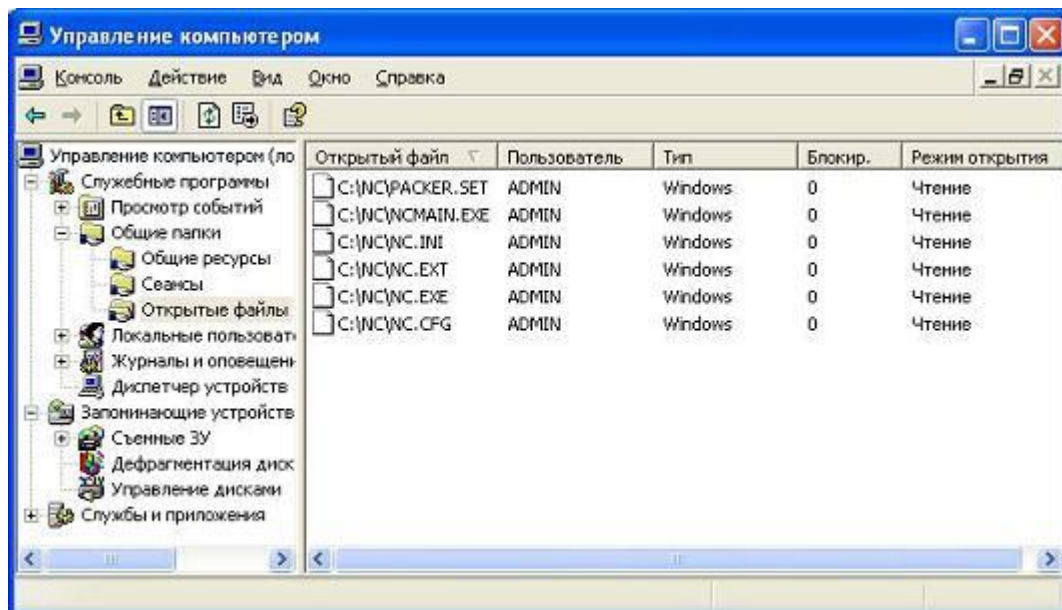 Управление компьютером
Консоль Действие Вид Окно Справка
Управление компьютером (ло
Служебные программы
Просмотр событий
Общие папки
Общие ресурсы
Сеансы
Открытые файлы
Локальные пользовате
Журналы и оповещени
Диспетчер устройств
Запоминающие устройств
Съемные ЗУ
Дефрагментация диск
Управление дисками
Службы и приложения
Открытый файл Пользователь Тип Блокир. Режим открытия
C:\NC\PACKER.SET ADMIN Windows 0 Чтение
C:\NC\NCMAIN.EXE ADMIN Windows 0 Чтение
C:\NC\NC.INI ADMIN Windows 0 Чтение
C:\NC\NC.EXT ADMIN Windows 0 Чтение
C:\NC\NC.EXE ADMIN Windows 0 Чтение
C:\NC\NC.CFG ADMIN Windows 0 Чтение